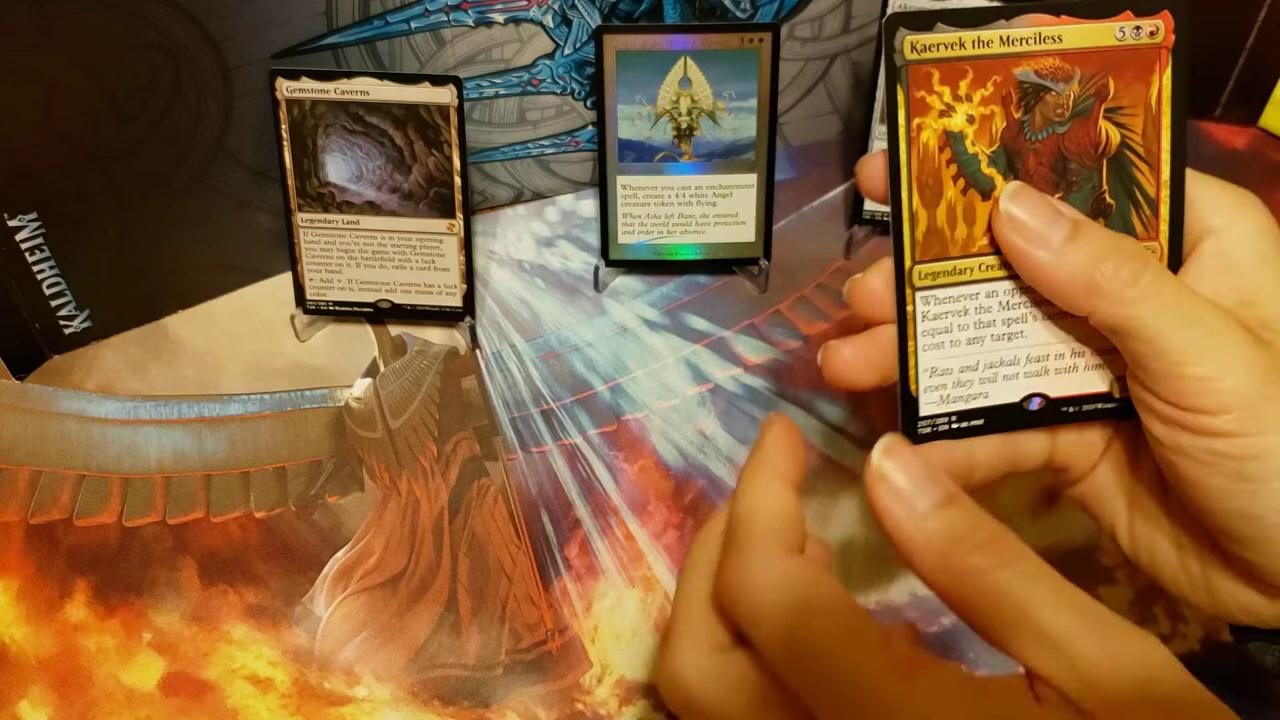 Gemstone Caverns
Legendary Land
If Gemstone Caverns is in your opening
hand and you're not the starting player,
you may begin the game with Gemstone
Caverns on the battlefield with a luck
counter on it. If you do, exile a card from
your hand.
: Add . If Gemstone Caverns has a luck
counter on it, instead add one mana of any
color.
Whenever you cast an enchantment
spell, create a 4/4 white Angel
creature token with flying.
When Asha left Bant, she ensured
that the world would have protection
and order in her absence.
Kaervek the Merciless
5
Legendary Crea
Whenever an opp
Kaervek the Merci
equal to that spell's
cost to any target.
"Rats and jackals feast in his
even they will not walk with him
—Mangara
KALDHEIM